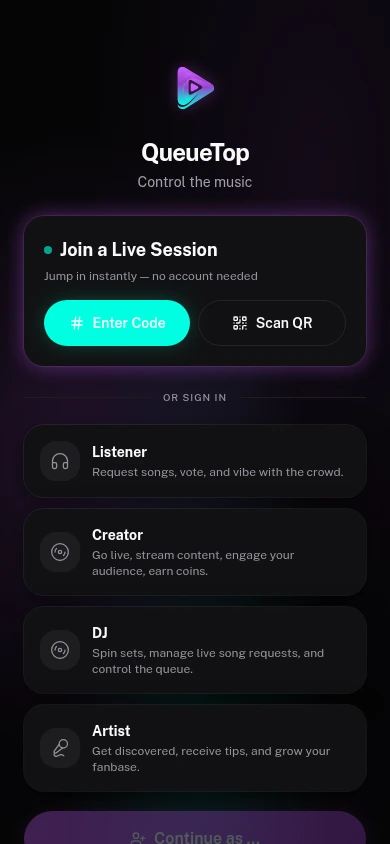 QueueTop
Control the music
Join a Live Session
Jump in instantly — no account needed
Enter Code
Scan QR
OR SIGN IN
Listener
Request songs, vote, and vibe with the crowd.
Creator
Go live, stream content, engage your
audience, earn coins.
DJ
Spin sets, manage live song requests, and
control the queue.
Artist
Get discovered, receive tips, and grow your
fanbase.
Continue as ...